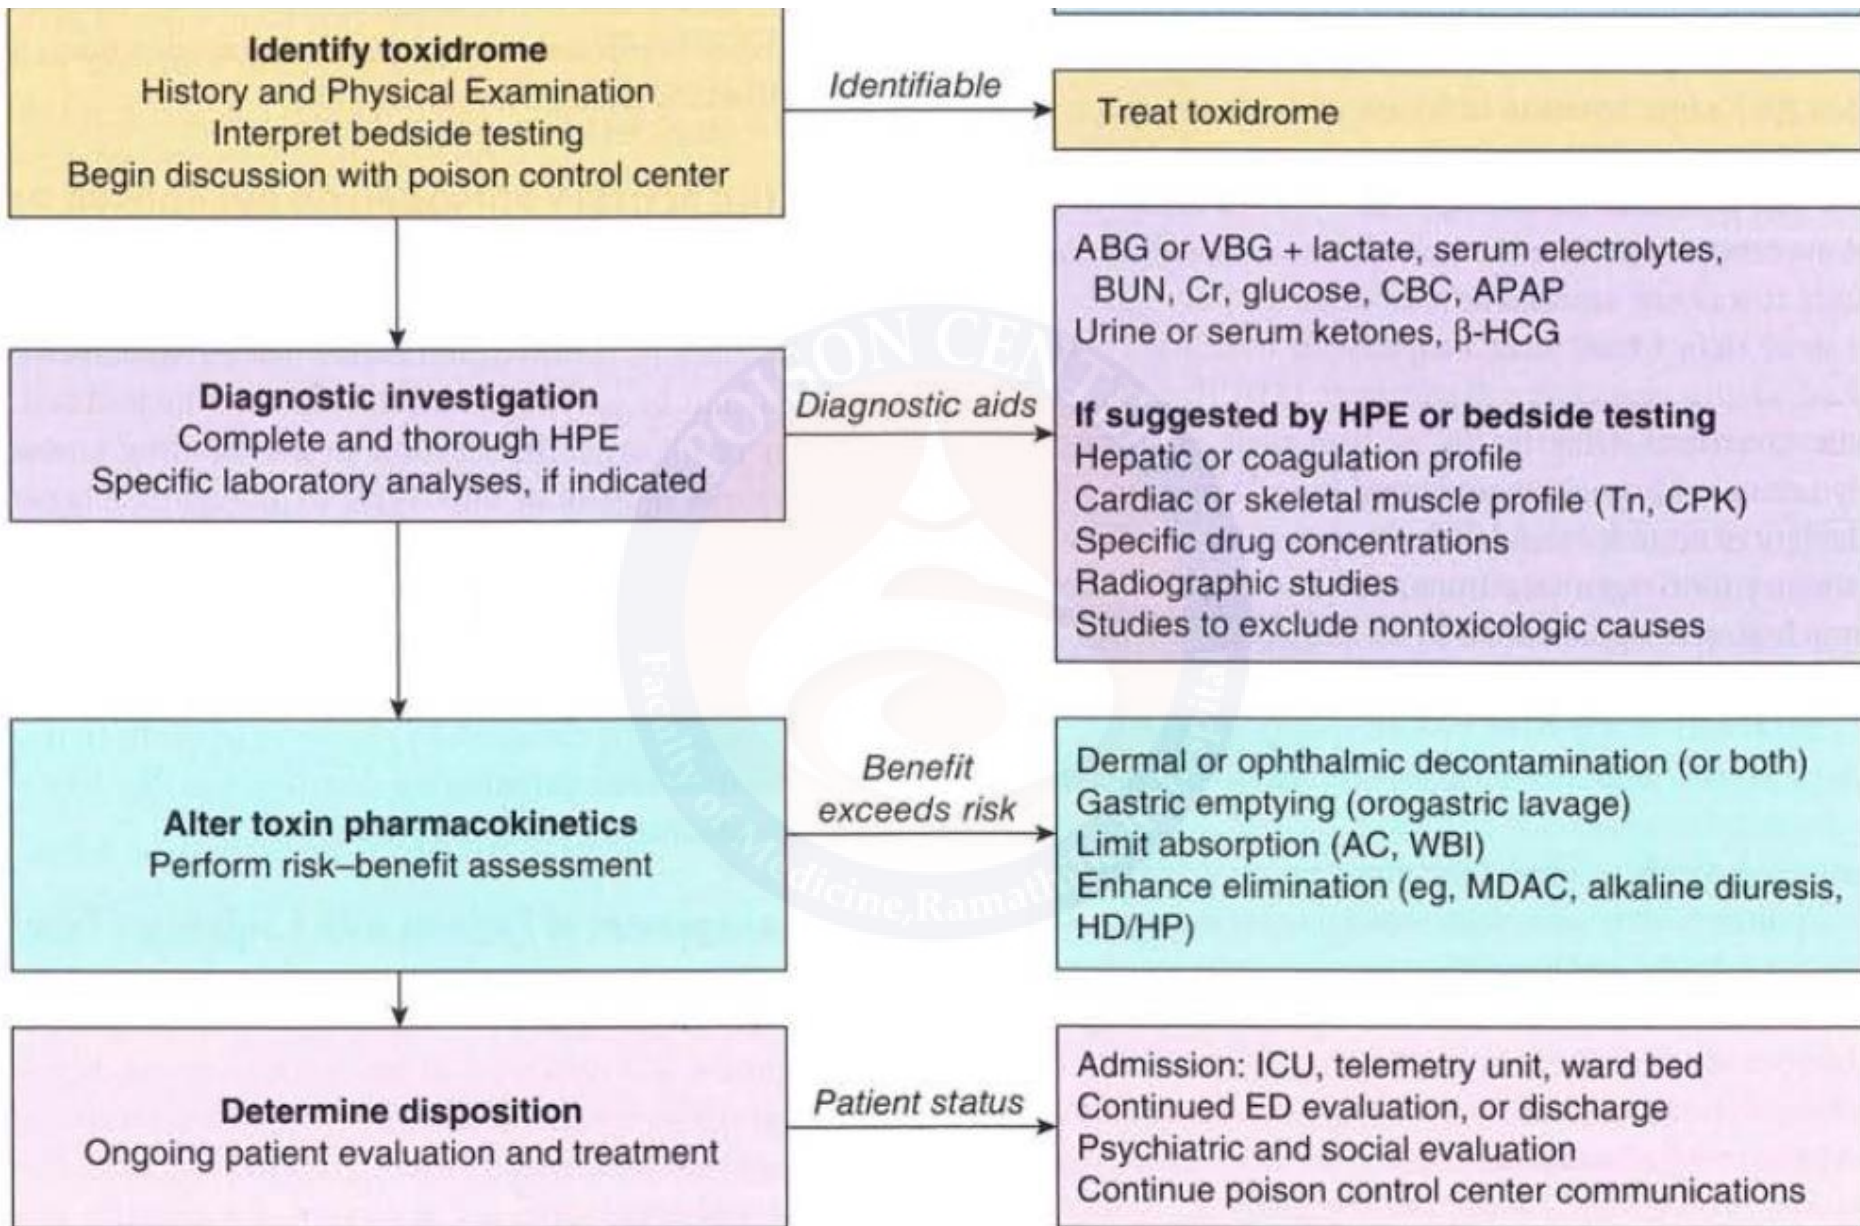 Identify toxidrome
History and Physical Examination
Interpret bedside testing
Begin discussion with poison control center
Identifiable
Treat toxidrome
Diagnostic investigation
Complete and thorough HPE
Specific laboratory analyses, if indicated
Diagnostic aids
ABG or VBG + lactate, serum electrolytes,
BUN, Cr, glucose, CBC, APAP
Urine or serum ketones, β-HCG
If suggested by HPE or bedside testing
Hepatic or coagulation profile
Cardiac or skeletal muscle profile (Tn, CPK)
Specific drug concentrations
Radiographic studies
Studies to exclude nontoxicologic causes
Alter toxin pharmacokinetics
Perform risk–benefit assessment
Benefit
exceeds risk
Dermal or ophthalmic decontamination (or both)
Gastric emptying (orogastric lavage)
Limit absorption (AC, WBI)
Enhance elimination (eg, MDAC, alkaline diuresis,
HD/HP)
Determine disposition
Ongoing patient evaluation and treatment
Patient status
Admission: ICU, telemetry unit, ward bed
Continued ED evaluation, or discharge
Psychiatric and social evaluation
Continue poison control center communications
POISON CENT
Faculty of Medicine, Ramath